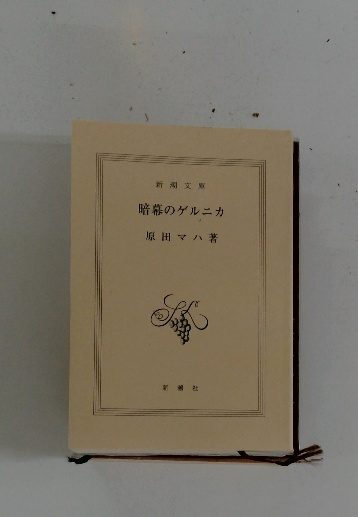 新潮文庫
暗幕のゲルニカ
原田マハ著
新潮社